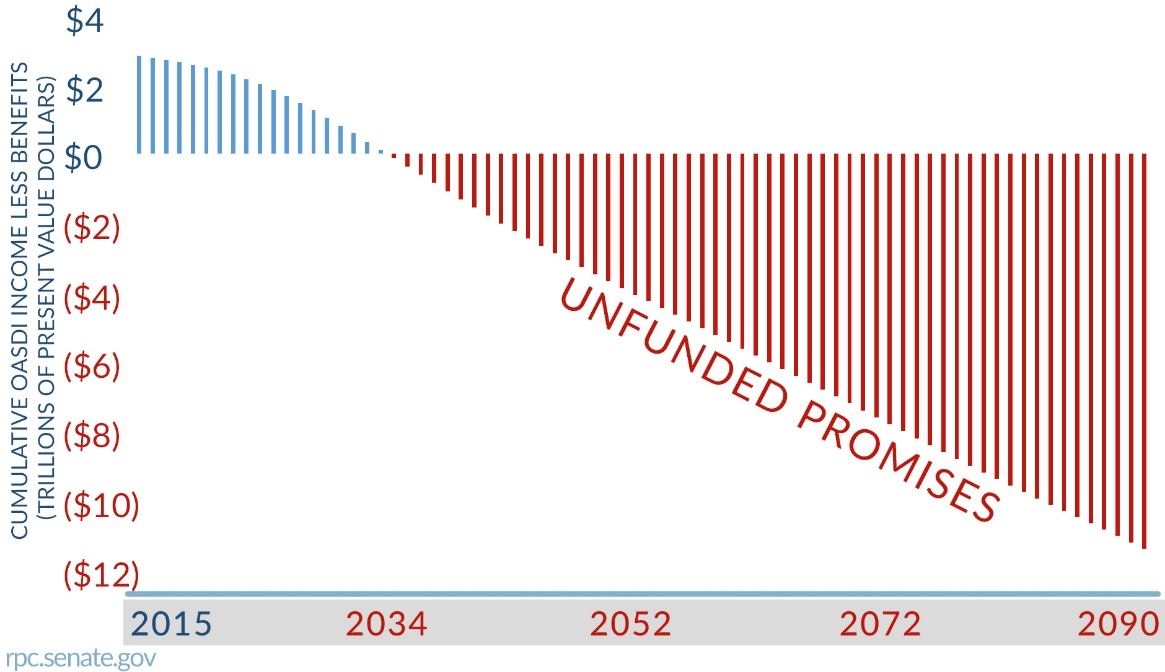 CUMULATIVE OASDI INCOME LESS BENEFITS
(TRILLIONS OF PRESENT VALUE DOLLARS)
$4
$2
$0
($2)
($4)
($6)
($8)
($10)
($12)
UNFUNDED PROMISES
2015 2034 2052 2072 2090
rpc.senate.gov